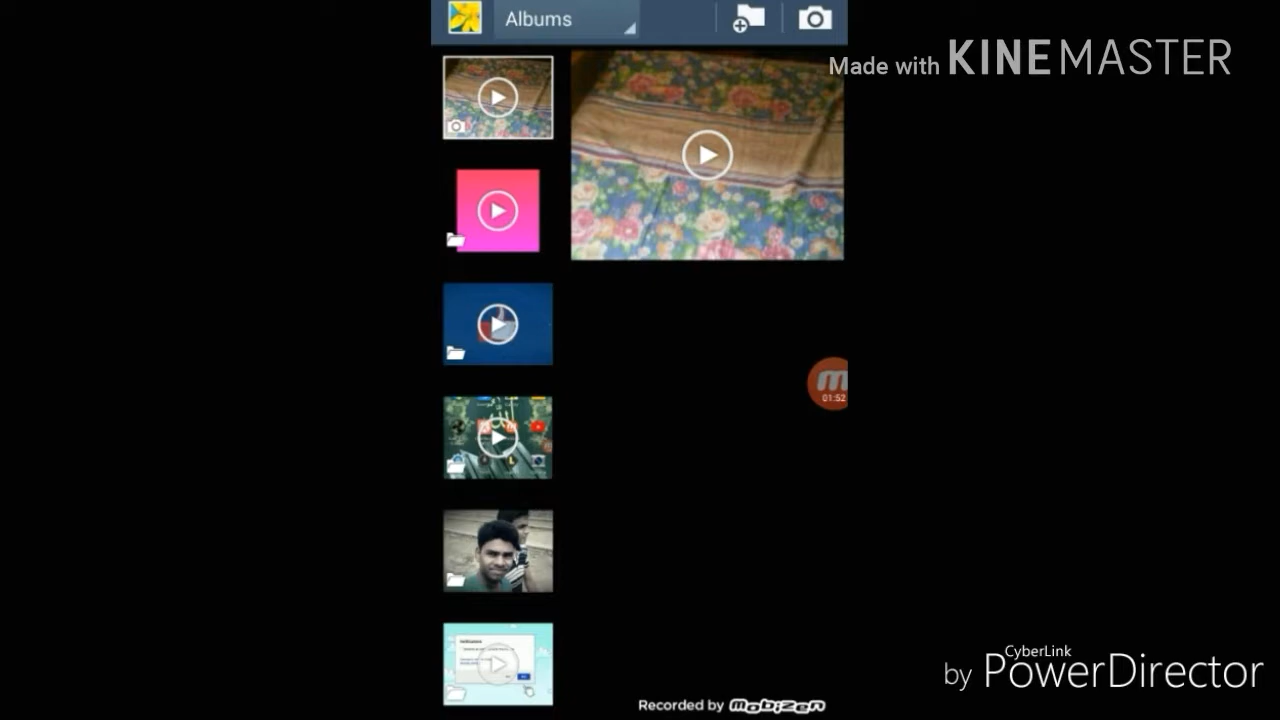 Albums
Made with KINEMASTER
01:52
CyberLink
by PowerDirector
Recorded by mobizen